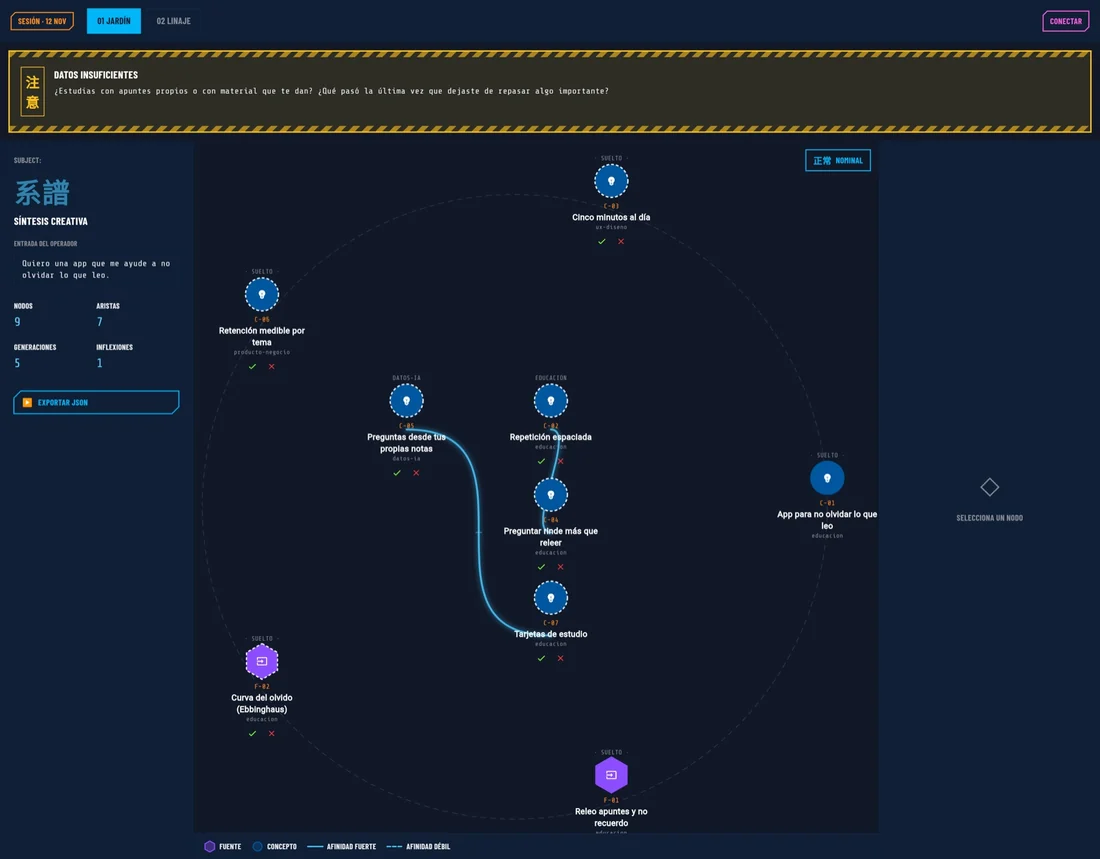 SESIÓN · 12 NOV
01 JARDÍN
02 LINAJE
CONECTAR
注意
DATOS INSUFICIENTES
¿Estudias con apuntes propios o con material que te dan? ¿Qué pasó la última vez que dejaste de repasar algo importante?
SUBJECT:
系譜
SÍNTESIS CREATIVA
ENTRADA DEL OPERADOR
Quiero una app que me ayude a no
olvidar lo que leo.
NODOS
9
ARISTAS
7
GENERACIONES
5
INFLEXIONES
1
EXPORTAR JSON
正常 NOMINAL
· SUELTO ·
C-03
Cinco minutos al día
ux-diseno
· SUELTO ·
C-06
Retención medible por
tema
producto-negocio
DATOS-IA
C-05
Preguntas desde tus
propias notas
datos-ia
EDUCACIÓN
C-02
Repetición espaciada
educacion
C-04
Preguntar rinde más que
releer
educacion
C-07
Tarjetas de estudio
educacion
· SUELTO ·
C-01
App para no olvidar lo que
leo
educacion
· SUELTO ·
F-02
Curva del olvido
(Ebbinghaus)
educacion
· SUELTO ·
F-01
Releo apuntes y no
recuerdo
educacion
SELECCIONA UN NODO
FUENTE
CONCEPTO
AFINIDAD FUERTE
AFINIDAD DÉBIL